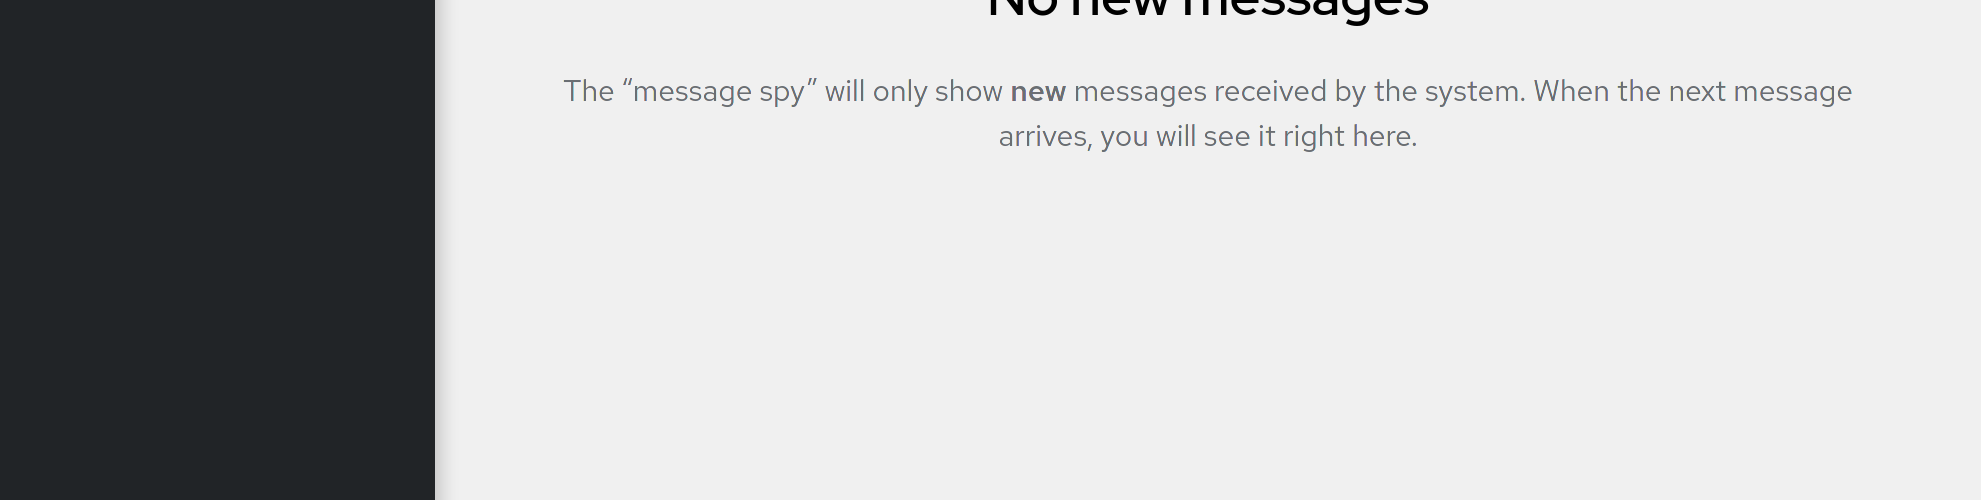 No new messages
The “message spy” will only show new messages received by the system. When the next message
arrives, you will see it right here.